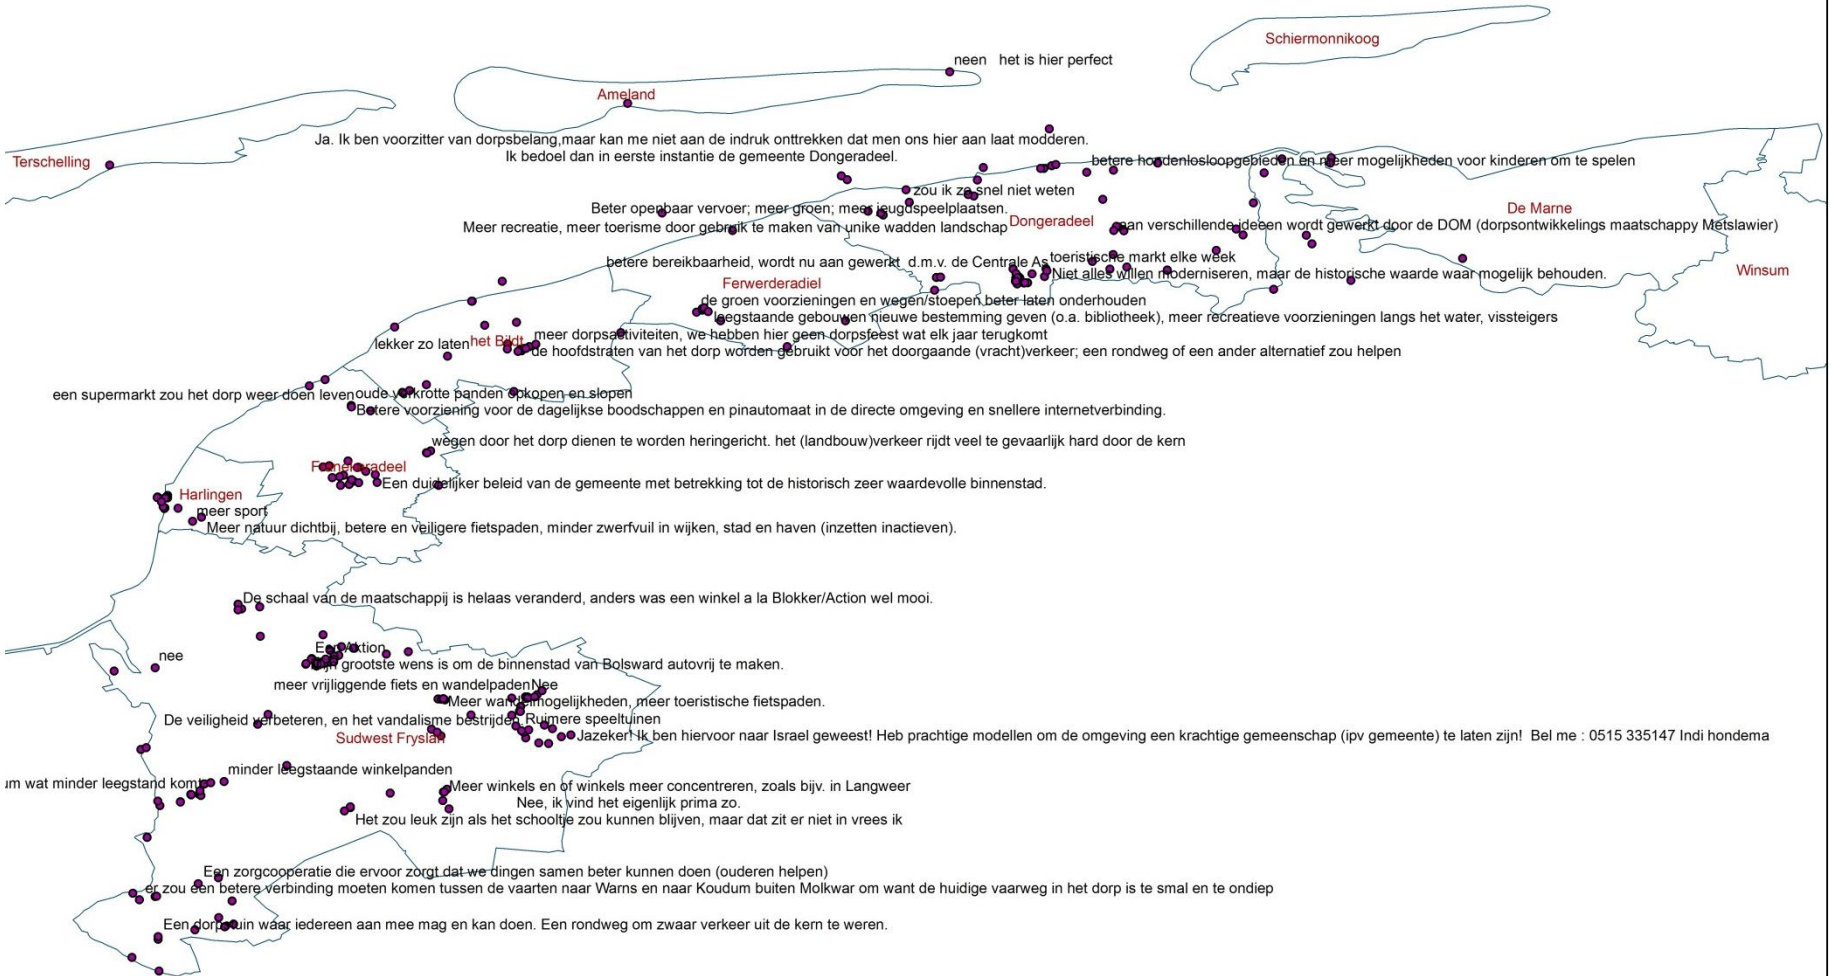 Schiermonnikoog
neen het is hier perfect
Ameland
Ja. Ik ben voorzitter van dorpsbelang,maar kan me niet aan de indruk onttrekken dat men ons hier aan laat modderen.
Ik bedoel dan in eerste instantie de gemeente Dongeradeel.
Terschelling
betere hondenlosloopgebieden en meer mogelijkheden voor kinderen om te spelen
zou ik zo snel niet weten
Beter openbaar vervoer; meer groen; meer jeugdspeelplaatsen.
De Marne
Meer recreatie, meer toerisme door gebruik te maken van unike wadden landschap
Dongeradeel
aan verschillende ideeen wordt gewerkt door de DOM (dorpsontwikkelings maatschappy Metslawier)
betere bereikbaarheid, wordt nu aan gewerkt d.m.v. de Centrale As
toeristische markt elke week
Niet alles willen moderniseren, maar de historische waarde waar mogelijk behouden.
Winsum
Ferwerderadiel
de groen voorzieningen en wegen/stoepen beter laten onderhouden
leegstaande gebouwen nieuwe bestemming geven (o.a. bibliotheek), meer recreatieve voorzieningen langs het water, vissteigers
meer dorpsactiviteiten, we hebben hier geen dorpsfeest wat elk jaar terugkomt
lekker zo laten
het Bildt
de hoofdstraten van het dorp worden gebruikt voor het doorgaande (vracht)verkeer; een rondweg of een ander alternatief zou helpen
een supermarkt zou het dorp weer doen leven
oude verkrotte panden opkopen en slopen
Betere voorziening voor de dagelijkse boodschappen en pinautomaat in de directe omgeving en snellere internetverbinding.
wegen door het dorp dienen te worden heringericht. het (landbouw)verkeer rijdt veel te gevaarlijk hard door de kern
Franekeradeel
Een duidelijker beleid van de gemeente met betrekking tot de historisch zeer waardevolle binnenstad.
Harlingen
meer sport
Meer natuur dichtbij, betere en veiligere fietspaden, minder zwerfvuil in wijken, stad en haven (inzetten inactieven).
De schaal van de maatschappij is helaas veranderd, anders was een winkel a la Blokker/Action wel mooi.
Een Aktion
nee
Mijn grootste wens is om de binnenstad van Bolsward autovrij te maken.
meer vrijliggende fiets en wandelpaden
Nee
Meer wandelmogelijkheden, meer toeristische fietspaden.
De veiligheid verbeteren, en het vandalisme bestrijden.
Ruimere speeltuinen
Sudwest Fryslan
Jazeker! Ik ben hiervoor naar Israel geweest! Heb prachtige modellen om de omgeving een krachtige gemeenschap (ipv gemeente) te laten zijn! Bel me : 0515 335147 Indi hondema
minder leegstaande winkelpanden
um wat minder leegstand komt
Meer winkels en of winkels meer concentreren, zoals bijv. in Langweer
Nee, ik vind het eigenlijk prima zo.
Het zou leuk zijn als het schooltje zou kunnen blijven, maar dat zit er niet in vrees ik
Een zorgcooperatie die ervoor zorgt dat we dingen samen beter kunnen doen (ouderen helpen)
er zou een betere verbinding moeten komen tussen de vaarten naar Warns en naar Koudum buiten Molkwar om want de huidige vaarweg in het dorp is te smal en te ondiep
Een dorpstuin waar iedereen aan mee mag en kan doen. Een rondweg om zwaar verkeer uit de kern te weren.